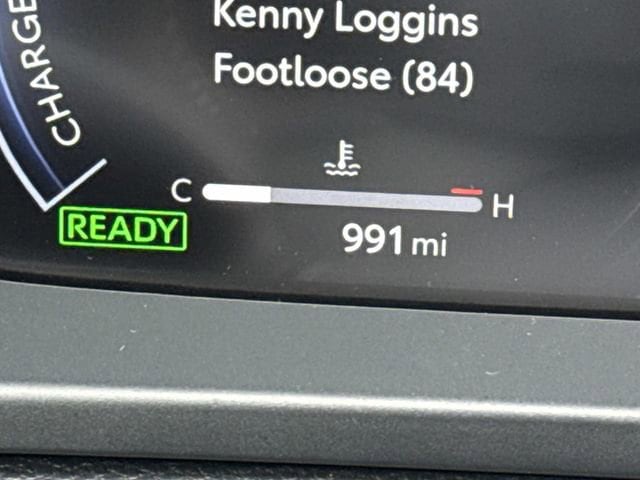 Kenny Loggins
Footloose (84)
CHARGE
C H
READY
991 mi